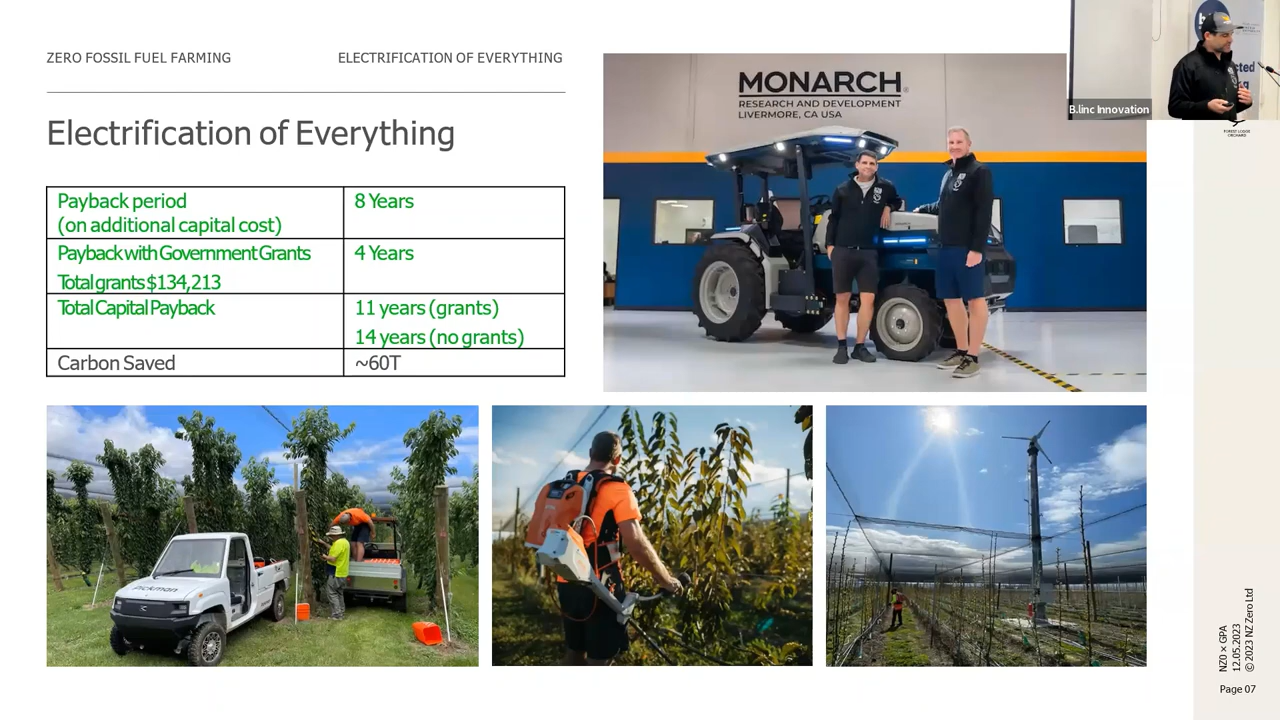 ZERO FOSSIL FUEL FARMING
ELECTRIFICATION OF EVERYTHING
Electrification of Everything
Payback period
(on additional capital cost)
8 Years
Payback with Government Grants
Total grants $134,213
4 Years
Total Capital Payback
11 years (grants)
14 years (no grants)
Carbon Saved
~60T
MONARCH
RESEARCH AND DEVELOPMENT
LIVERMORE, CA USA
B.linc Innovation
FOREST LODGE
ORCHARD
NZ0 × GPA
12.05.2023
© 2023 NZ Zero Ltd
Page 07